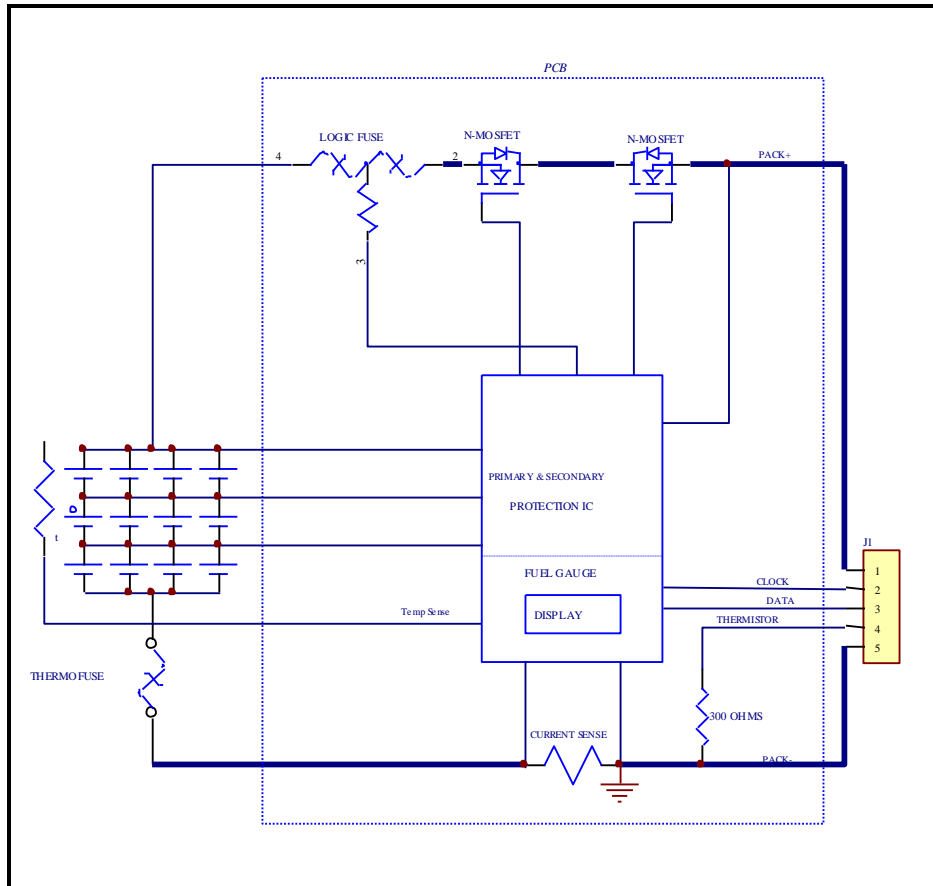 PCB
LOGIC FUSE
N-MOSFET
N-MOSFET
4
2
PACK+
3
PRIMARY & SECONDARY
PROTECTION IC
t
J1
FUEL GAUGE
1
CLOCK
2
DISPLAY
DATA
3
Temp Sense
THERMISTOR
4
5
THERMOFUSE
300 OHMS
CURRENT SENSE
PACK-